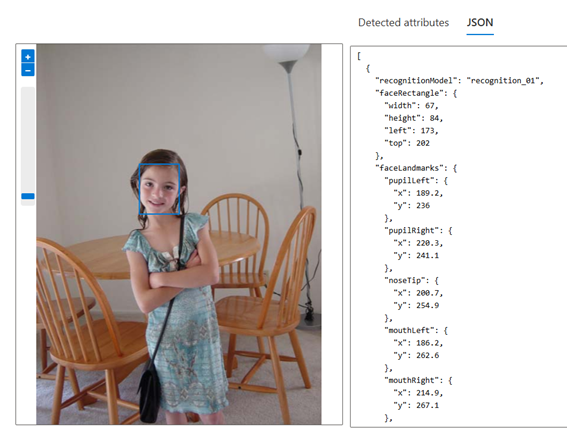 Detected attributes JSON
+
−
[
{
"recognitionModel": "recognition_01",
"faceRectangle": {
"width": 67,
"height": 84,
"left": 173,
"top": 202
},
"faceLandmarks": {
"pupilLeft": {
"x": 189.2,
"y": 236
},
"pupilRight": {
"x": 220.3,
"y": 241.1
},
"noseTip": {
"x": 200.7,
"y": 254.9
},
"mouthLeft": {
"x": 186.2,
"y": 262.6
},
"mouthRight": {
"x": 214.9,
"y": 267.1
},